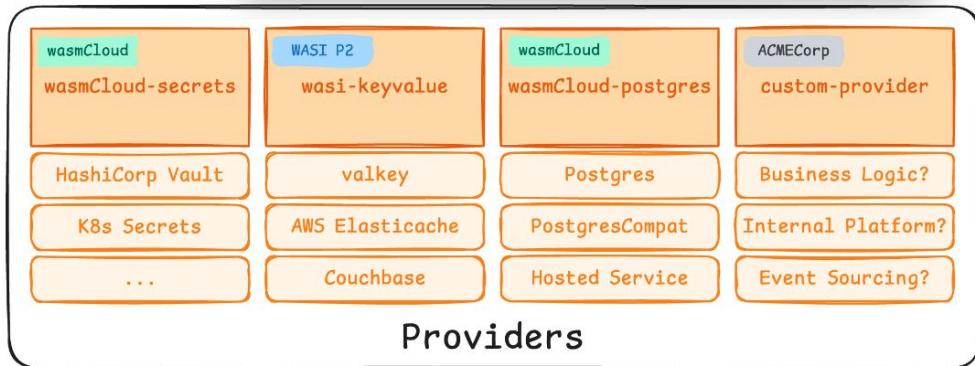 wasmCloud
wasmCloud-secrets
HashiCorp Vault
K8s Secrets
...
WASI P2
wasi-keyvalue
valkey
AWS Elasticache
Couchbase
wasmCloud
wasmCloud-postgres
Postgres
PostgresCompat
Hosted Service
ACMECorp
custom-provider
Business Logic?
Internal Platform?
Event Sourcing?
Providers